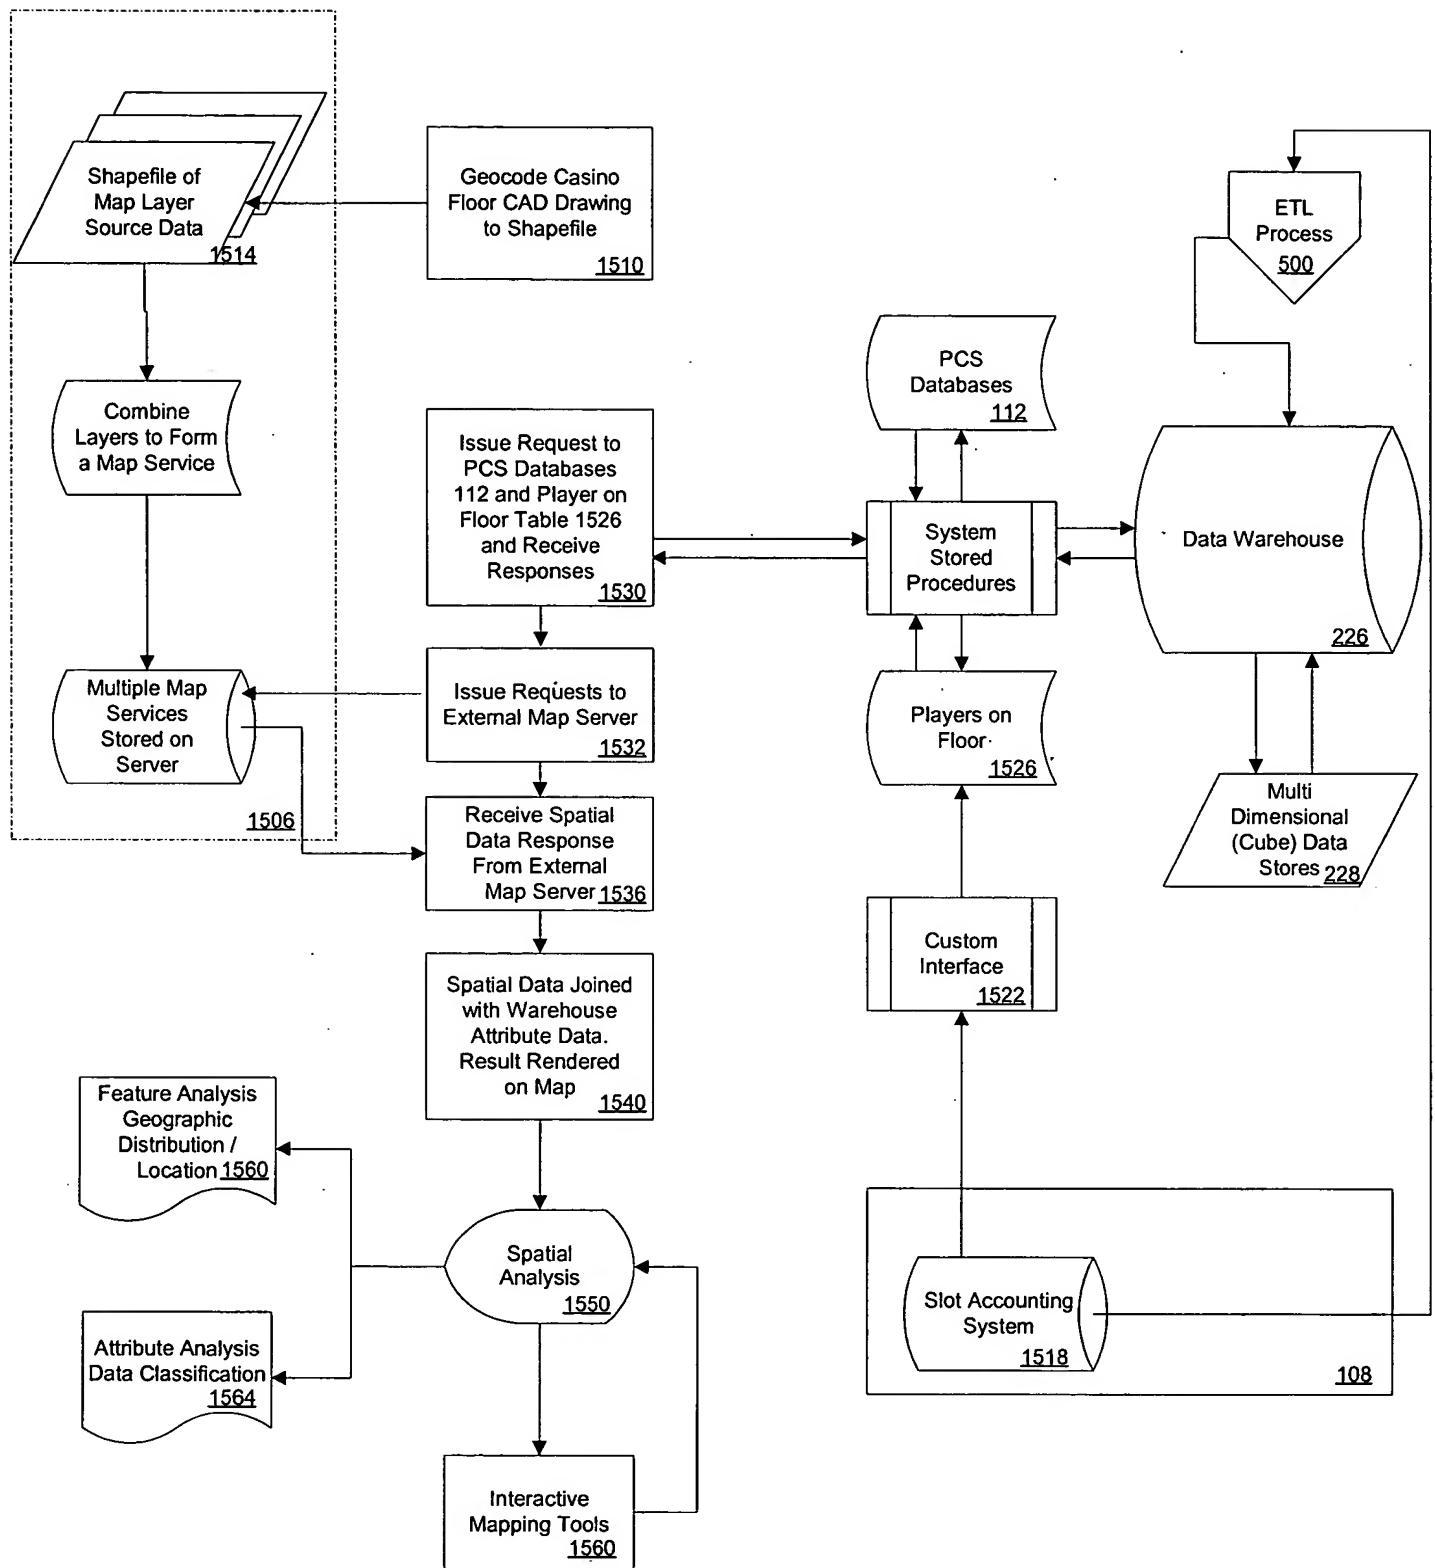 Shapefile of
Map Layer
Source Data
1514
Geocode Casino
Floor CAD Drawing
to Shapefile
1510
ETL
Process
500
PCS
Databases
112
Combine
Layers to Form
a Map Service
Issue Request to
PCS Databases
112 and Player on
Floor Table 1526
and Receive
Responses
1530
System
Stored
Procedures
Data Warehouse
226
Multiple Map
Services
Stored on
Server
1506
Issue Requests to
External Map Server
1532
Players on
Floor
1526
Multi
Dimensional
(Cube) Data
Stores 228
Receive Spatial
Data Response
From External
Map Server 1536
Custom
Interface
1522
Spatial Data Joined
with Warehouse
Attribute Data.
Result Rendered
on Map
1540
Feature Analysis
Geographic
Distribution /
Location 1560
Spatial
Analysis
1550
Slot Accounting
System
1518
108
Attribute Analysis
Data Classification
1564
Interactive
Mapping Tools
1560